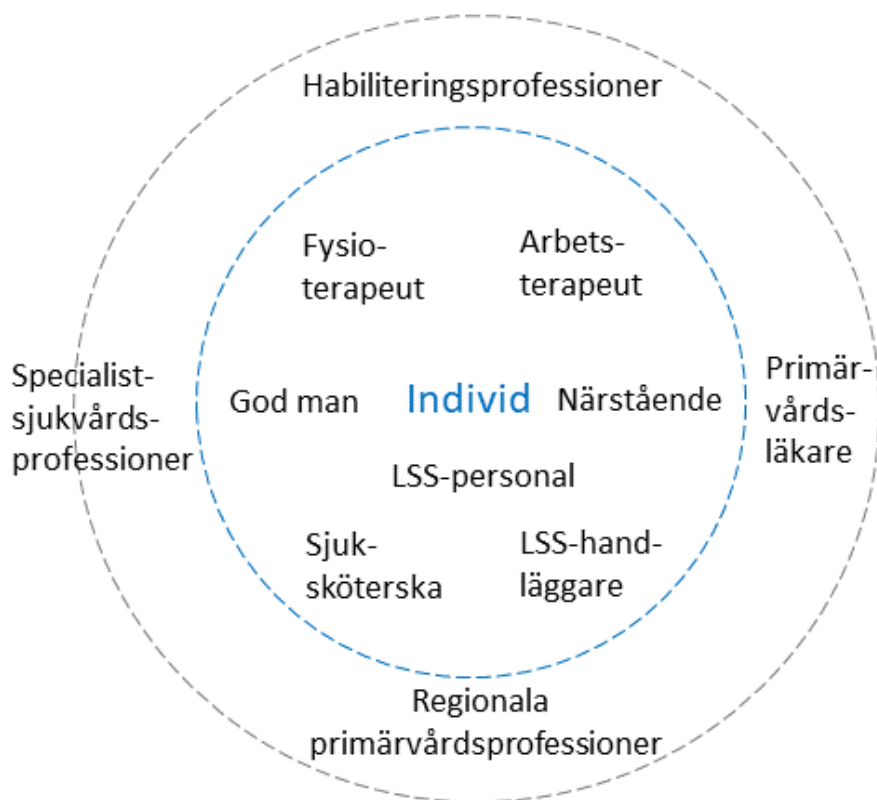 Habiliteringsprofessioner
Fysio-
terapeut
Arbets-
terapeut
Specialist-
sjukvårds-
professioner
God man
Individ
Närstående
Primär-
vårds-
läkare
LSS-personal
Sjuk-
sköterska
LSS-hand-
läggare
Regionala
primärvårdsprofessioner